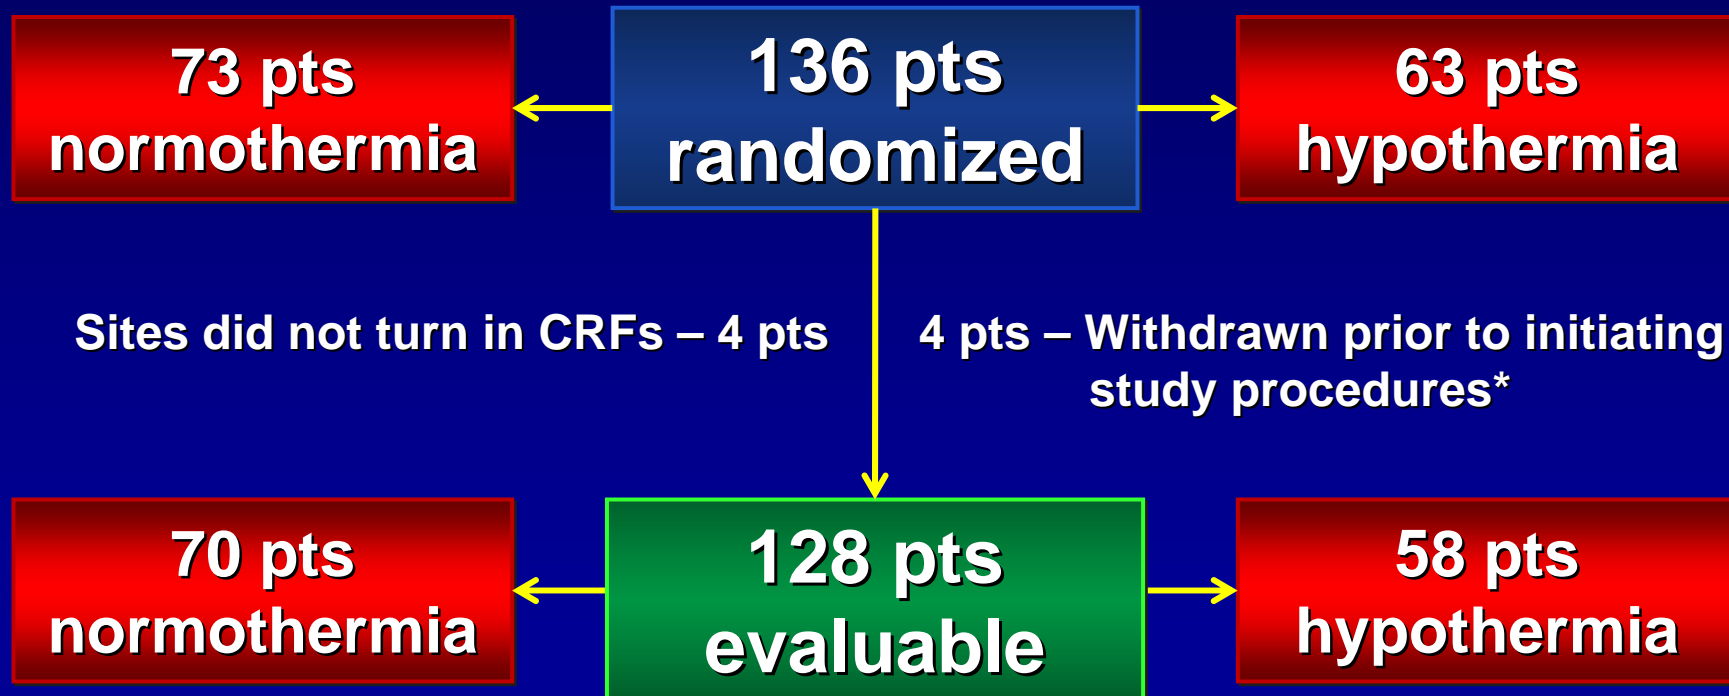 73 pts
normothermia
136 pts
randomized
63 pts
hypothermia
Sites did not turn in CRFs – 4 pts
4 pts – Withdrawn prior to initiating
study procedures*
70 pts
normothermia
128 pts
evaluable
58 pts
hypothermia